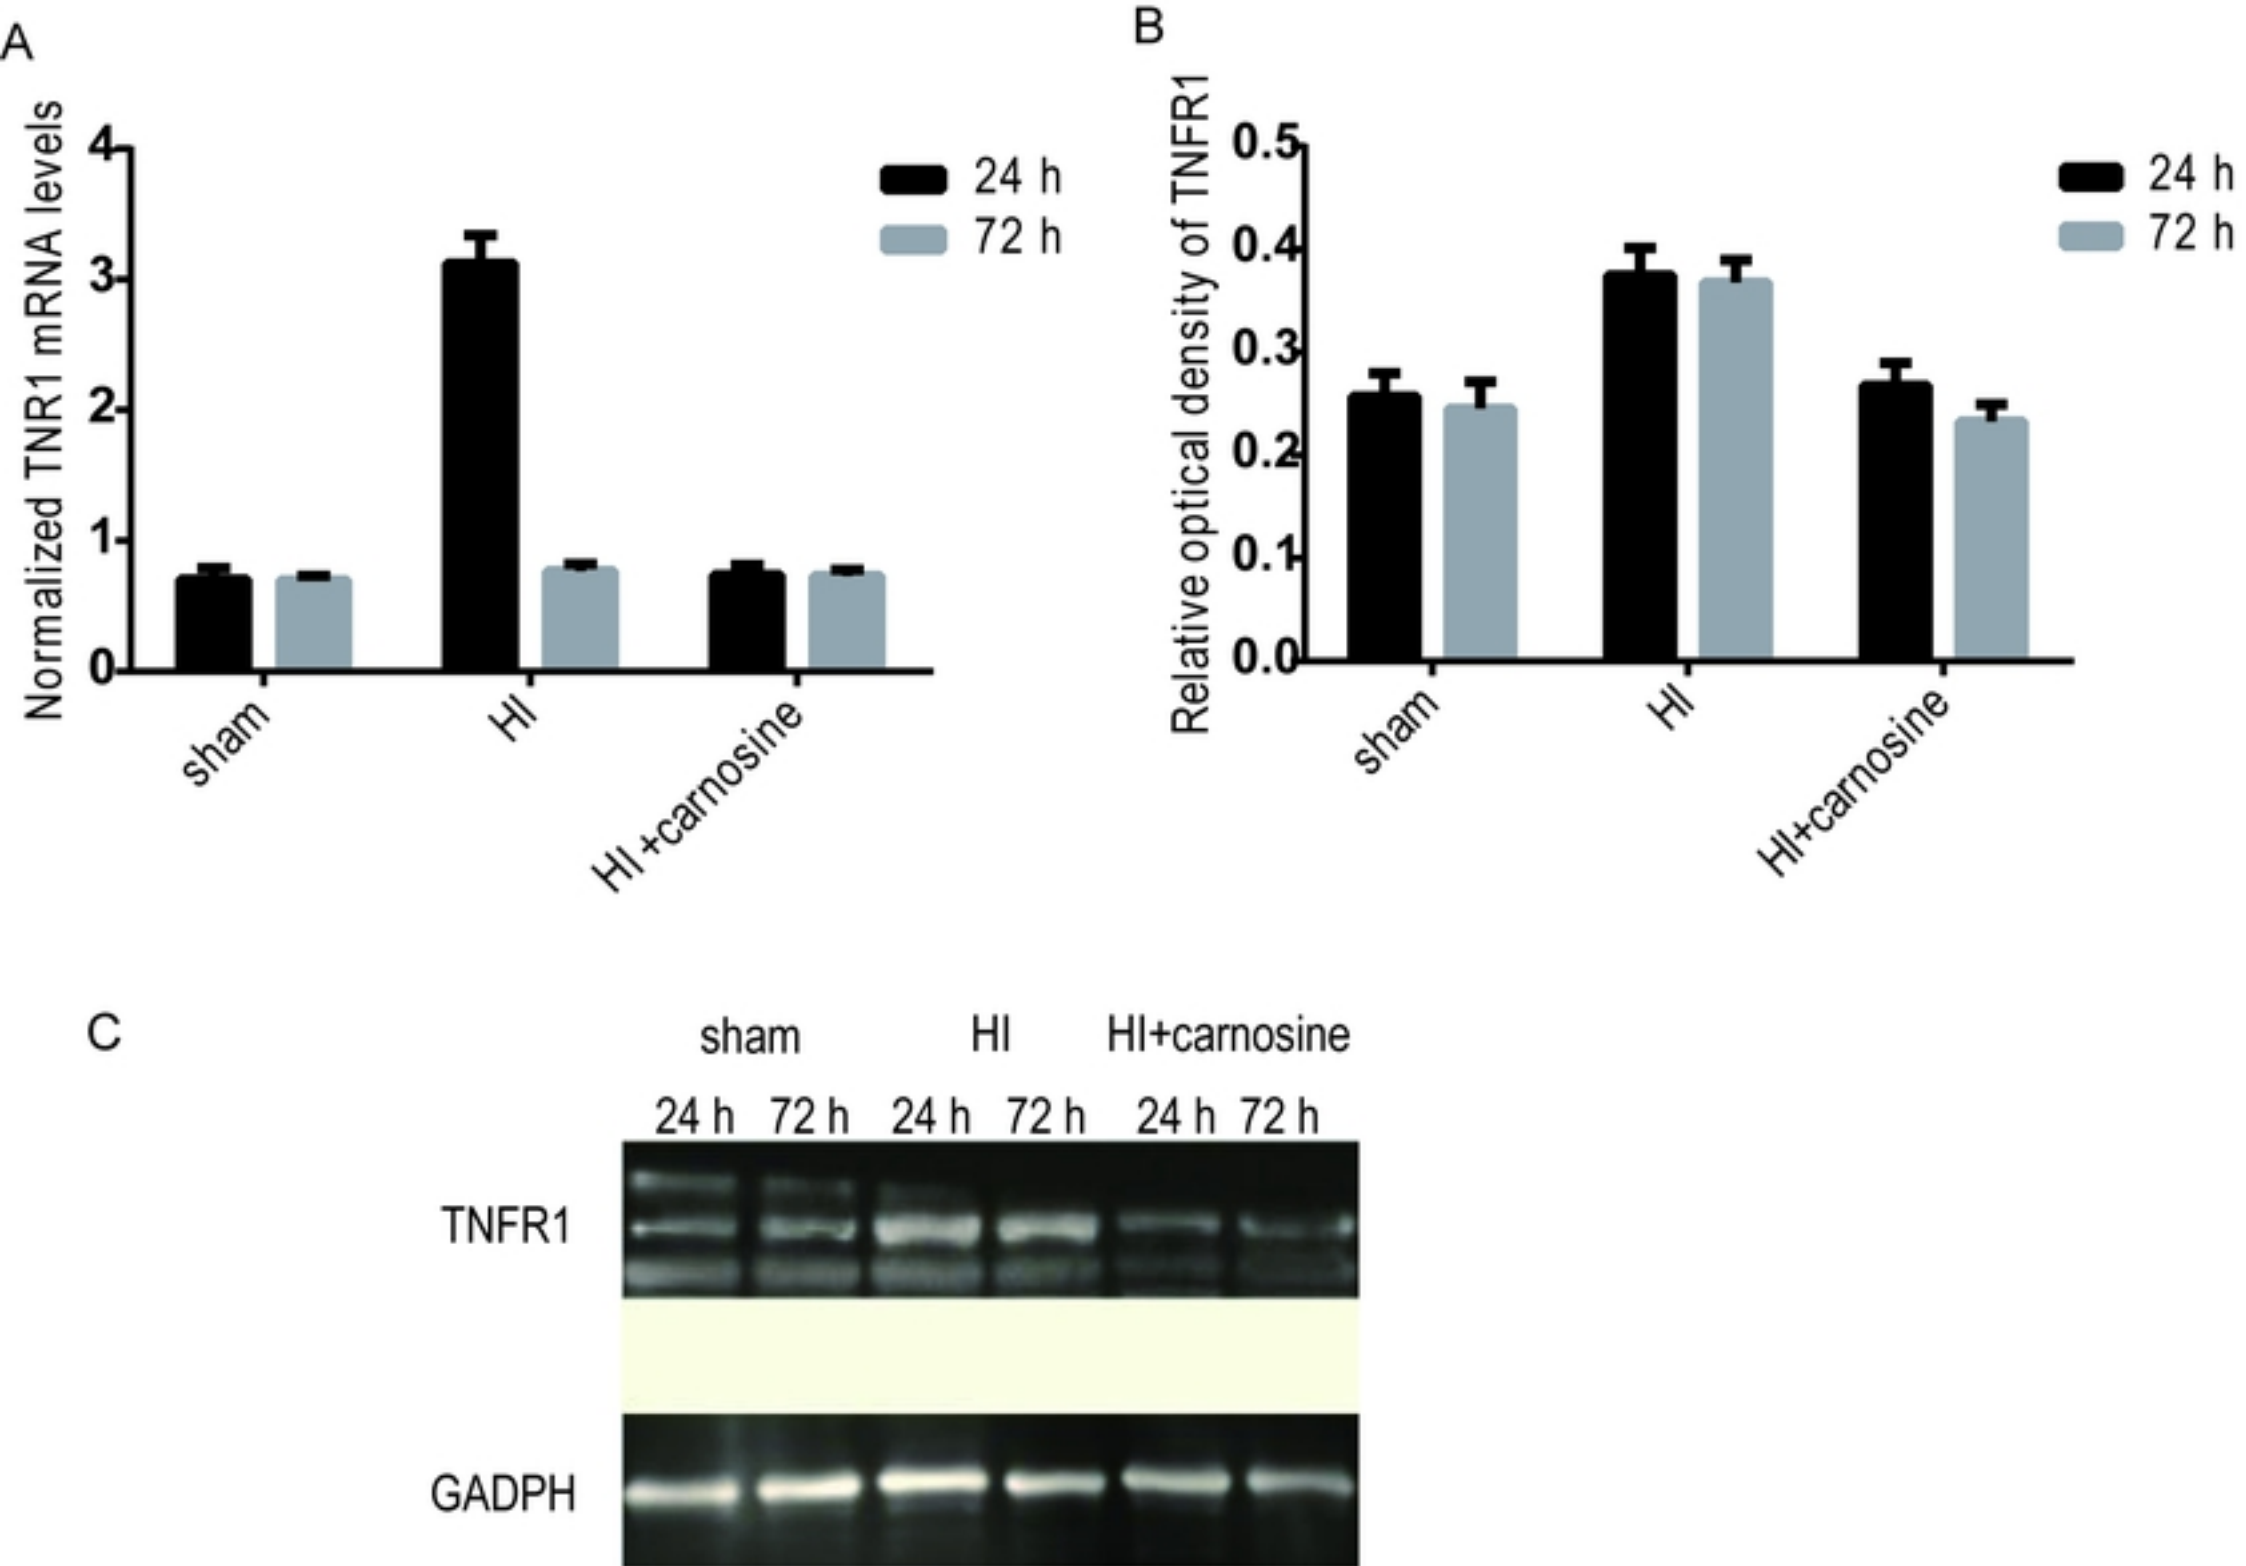 A
Normalized TNR1 mRNA levels
4
3
2
1
0
24 h
72 h
sham
HI
HI +carnosine
B
Relative optical density of TNFR1
0.5
0.4
0.3
0.2
0.1
0.0
24 h
72 h
sham
HI
HI+carnosine
C
sham HI HI+carnosine
24 h 72 h 24 h 72 h 24 h 72 h
TNFR1
GADPH